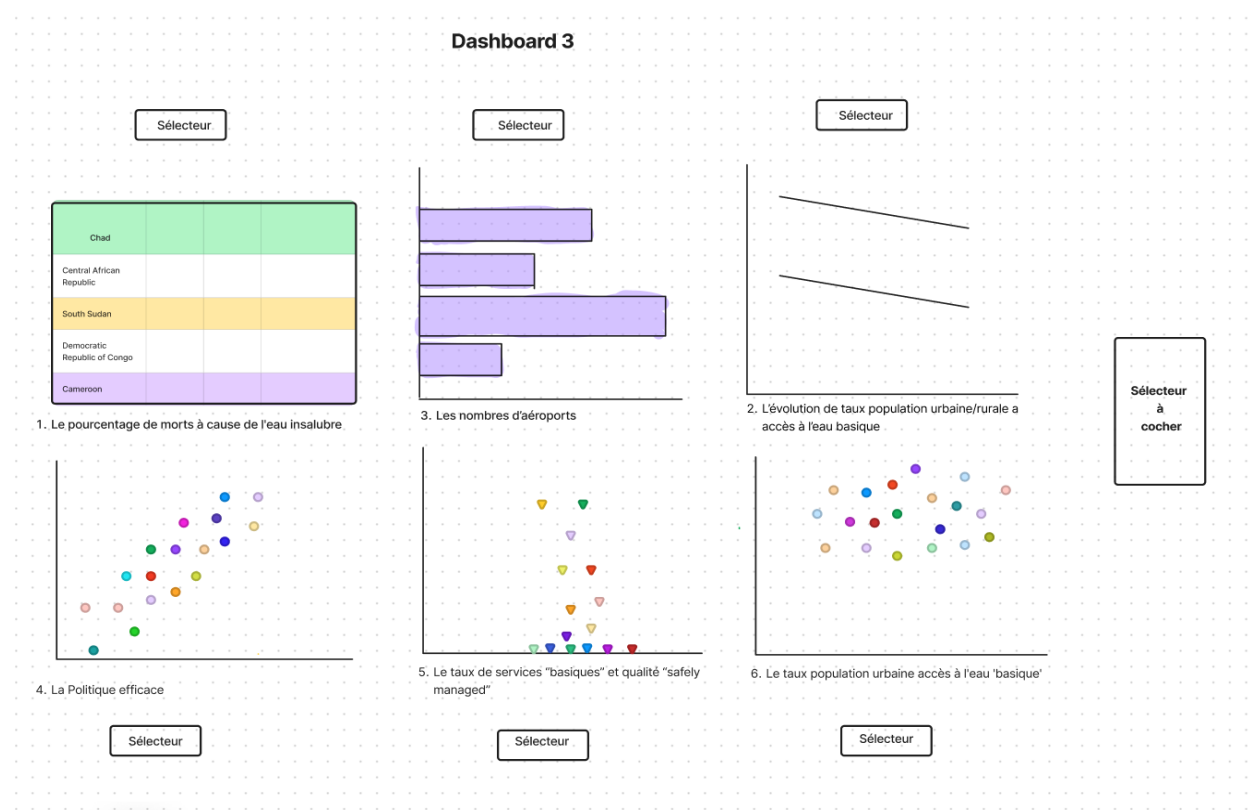 Dashboard 3
Sélecteur
Sélecteur
Sélecteur
Chad
Central African
Republic
South Sudan
Democratic
Republic of Congo
Cameroon
1. Le pourcentage de morts à cause de l'eau insalubre
3. Les nombres d'aéroports
2. L'évolution de taux population urbaine/rurale a
accès à l'eau basique
Sélecteur
à
cocher
4. La Politique efficace
5. Le taux de services "basiques" et qualité "safely
managed"
6. Le taux population urbaine accès à l'eau 'basique'
Sélecteur
Sélecteur
Sélecteur